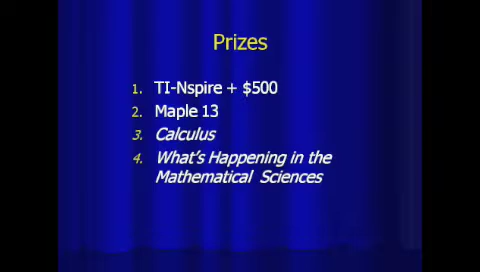 Prizes
1. TI-Nspire + $500
2. Maple 13
3. Calculus
4. What's Happening in the
Mathematical Sciences